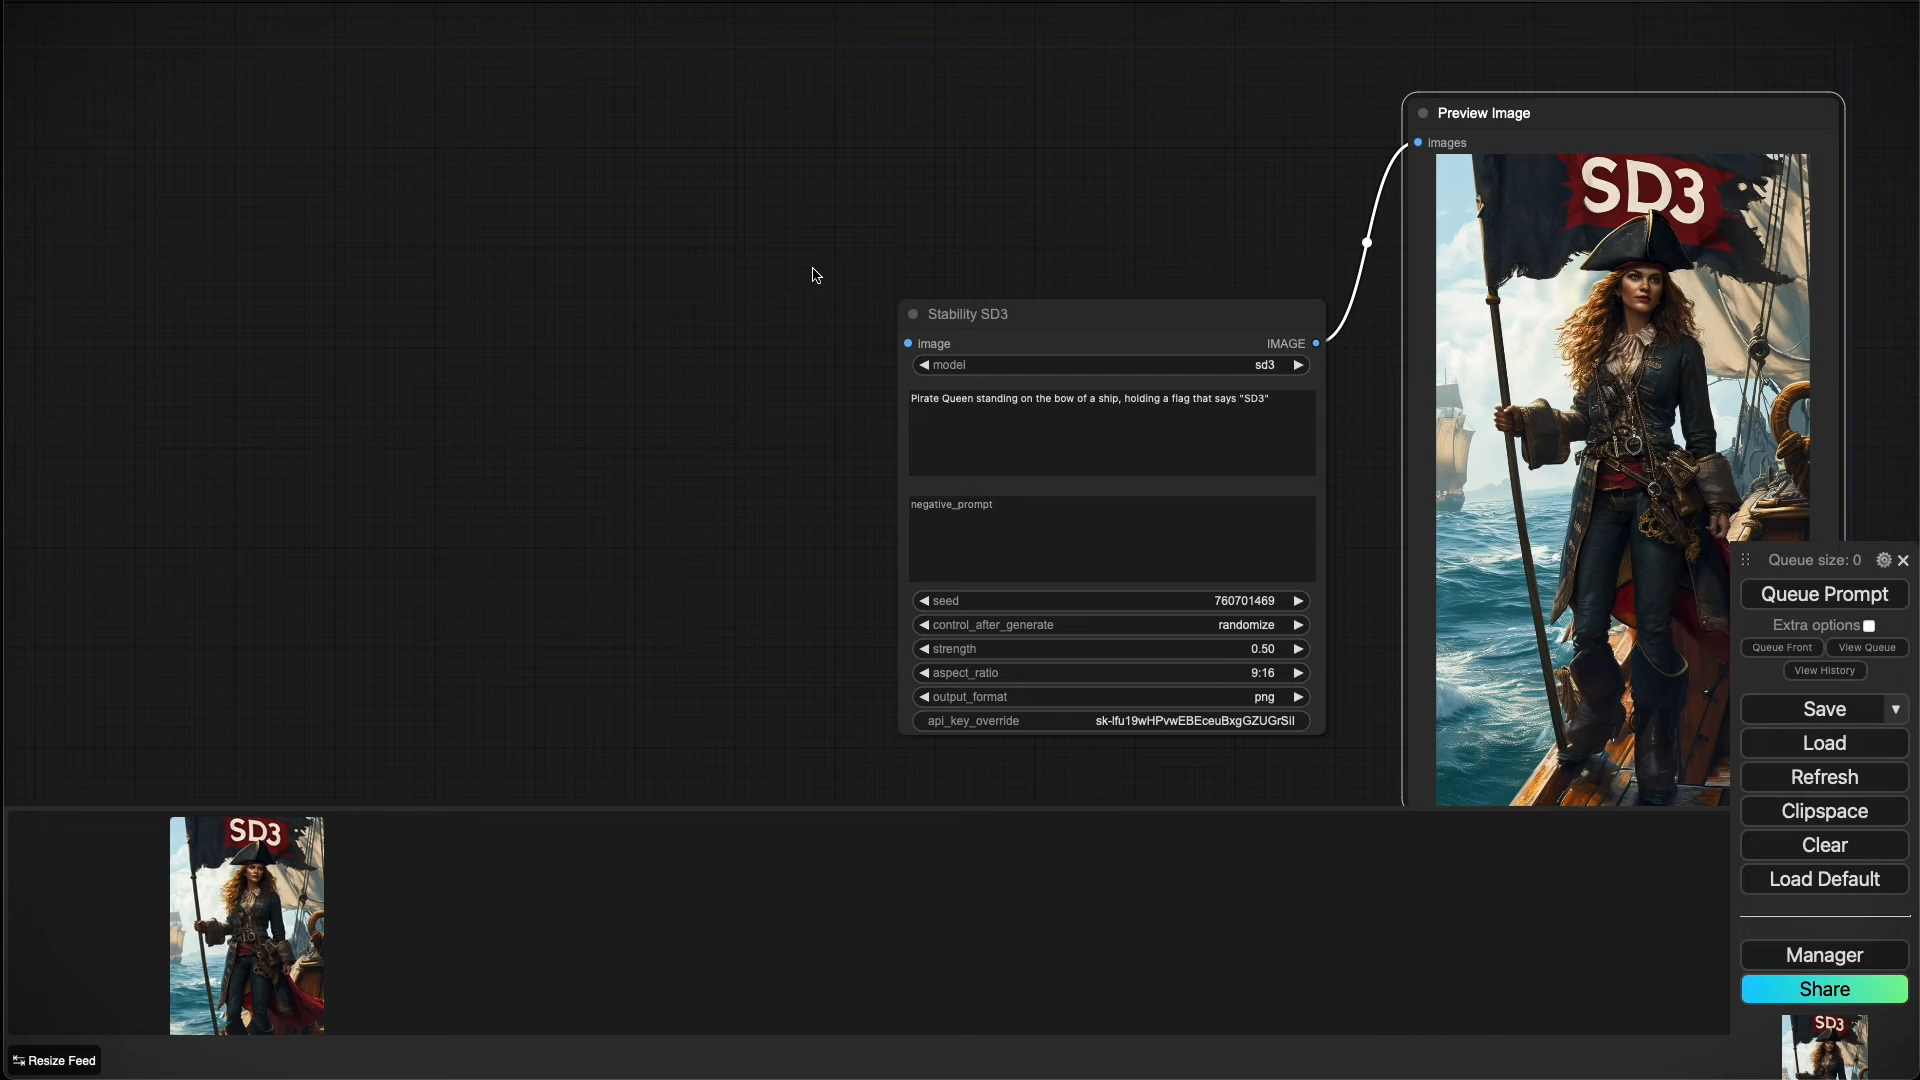 Preview Image
images
SD3
Stability SD3
image
IMAGE
model
sd3
Pirate Queen standing on the bow of a ship, holding a flag that says "SD3"
negative_prompt
seed
760701469
control_after_generate
randomize
strength
0.50
aspect_ratio
9:16
output_format
png
api_key_override
Queue size: 0
Queue Prompt
Extra options
Queue Front
View Queue
View History
Save
Load
Refresh
Clipspace
Clear
Load Default
Manager
Share
SD3
SD3
Resize Feed